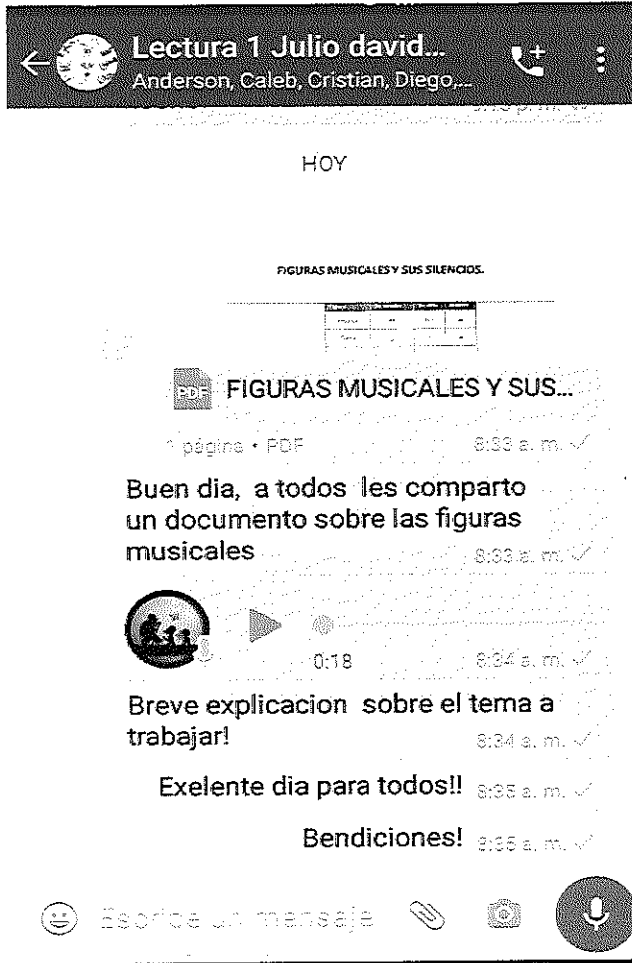 Lectura 1 Julio david...
Anderson, Caleb, Cristian, Diego,...
HOY
FIGURAS MUSICALES Y SUS SILENCIOS.
PDF FIGURAS MUSICALES Y SUS...
página • PDF 8:33 a. m.
Buen dia, a todos les comparto
un documento sobre las figuras
musicales 8:33 a. m.
0:18 8:34 a. m.
Breve explicacion sobre el tema a
trabajar! 8:34 a. m.
Exelente dia para todos!! 8:35 a. m.
Bendiciones! 8:35 a. m.
Escribe un mensaje